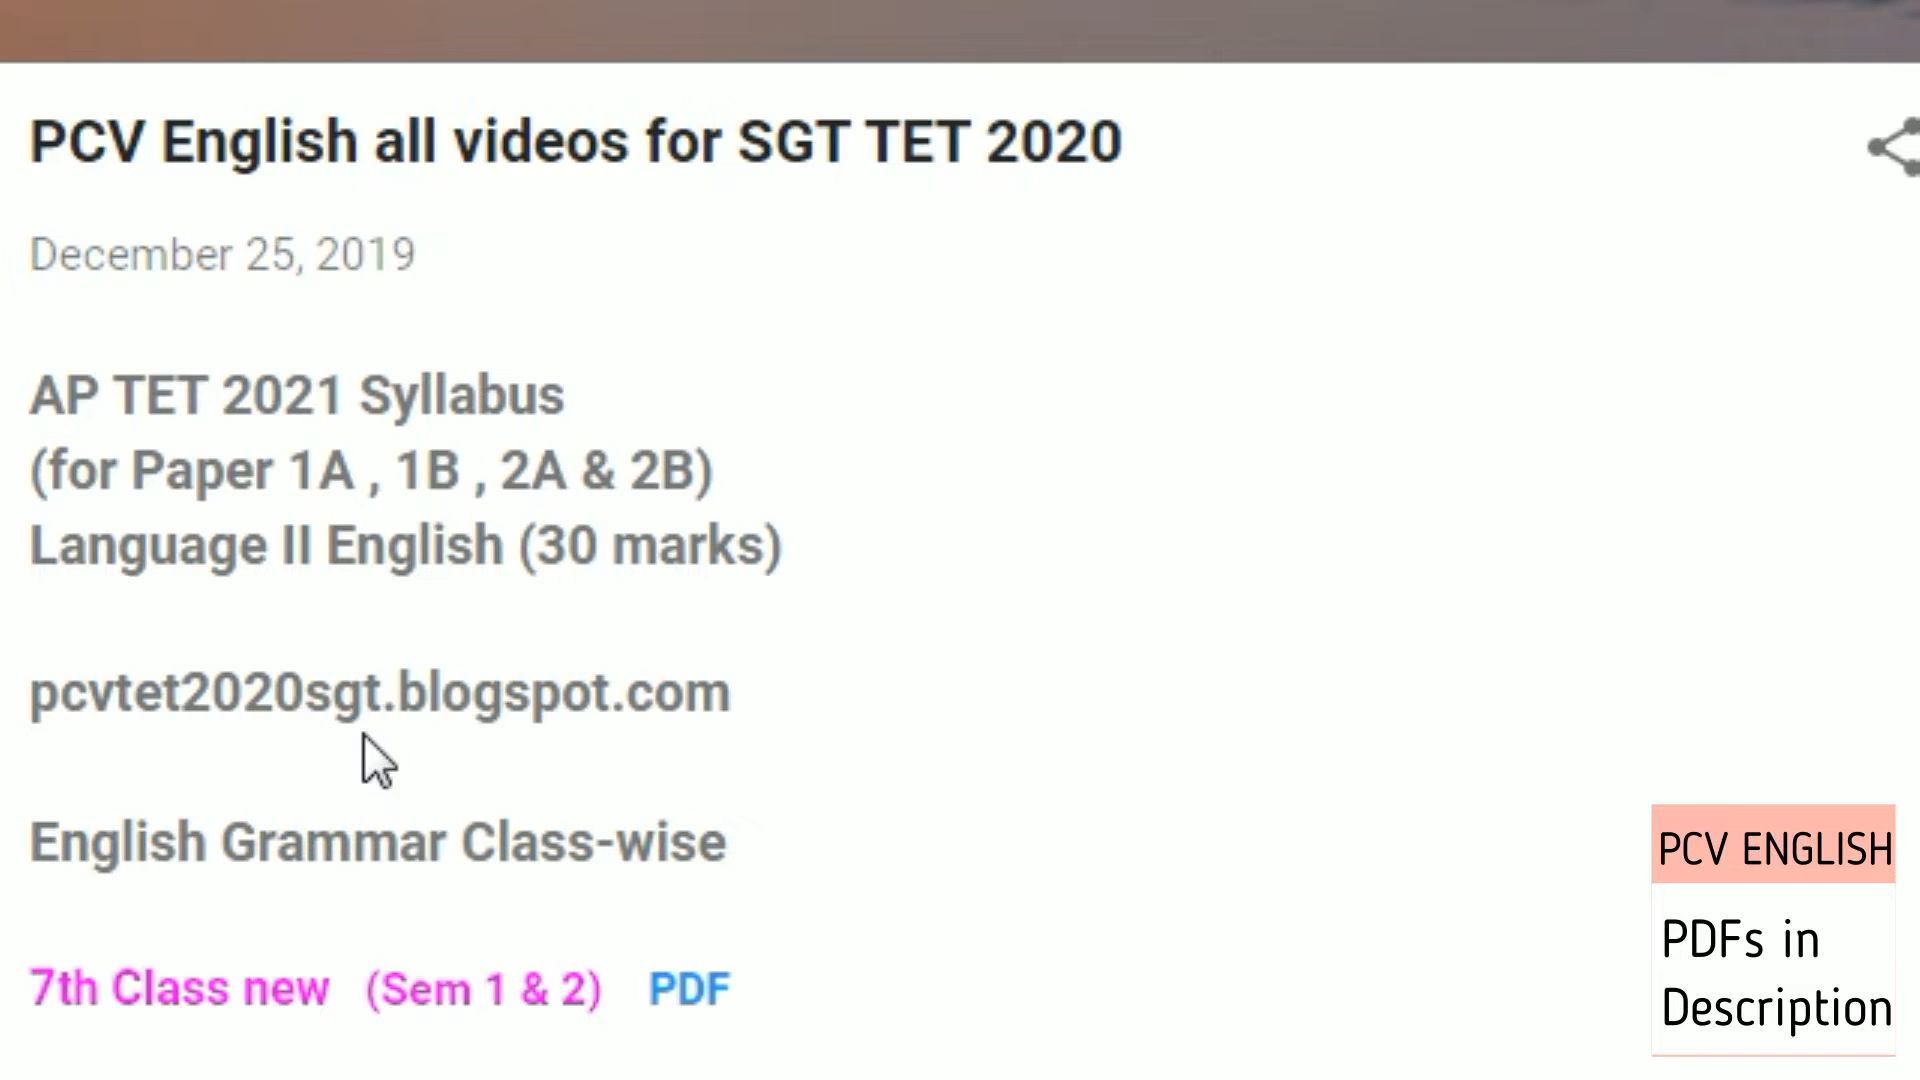 PCV English all videos for SGT TET 2020
December 25, 2019
AP TET 2021 Syllabus
(for Paper 1A , 1B , 2A & 2B)
Language II English (30 marks)
pcvtet2020sgt.blogspot.com
English Grammar Class-wise
7th Class new (Sem 1 & 2) PDF
PCV ENGLISH
PDFs in
Description